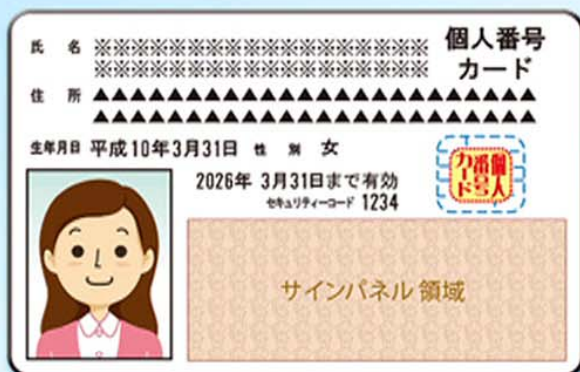 個人番号
カード
氏 名 ※※※※※※※※※※※※※※※※※※
※※※※※※※※※※※※※※※※※※
住 所 ▲▲▲▲▲▲▲▲▲▲▲▲▲▲▲▲▲▲▲▲▲▲▲▲
▲▲▲▲▲▲▲▲▲▲▲▲▲▲▲▲▲▲▲▲▲▲▲▲
生年月日 平成10年3月31日 性 別 女
2026年 3月31日まで有効
セキュリティーコード 1234
個人番号カード
サインパネル 領域